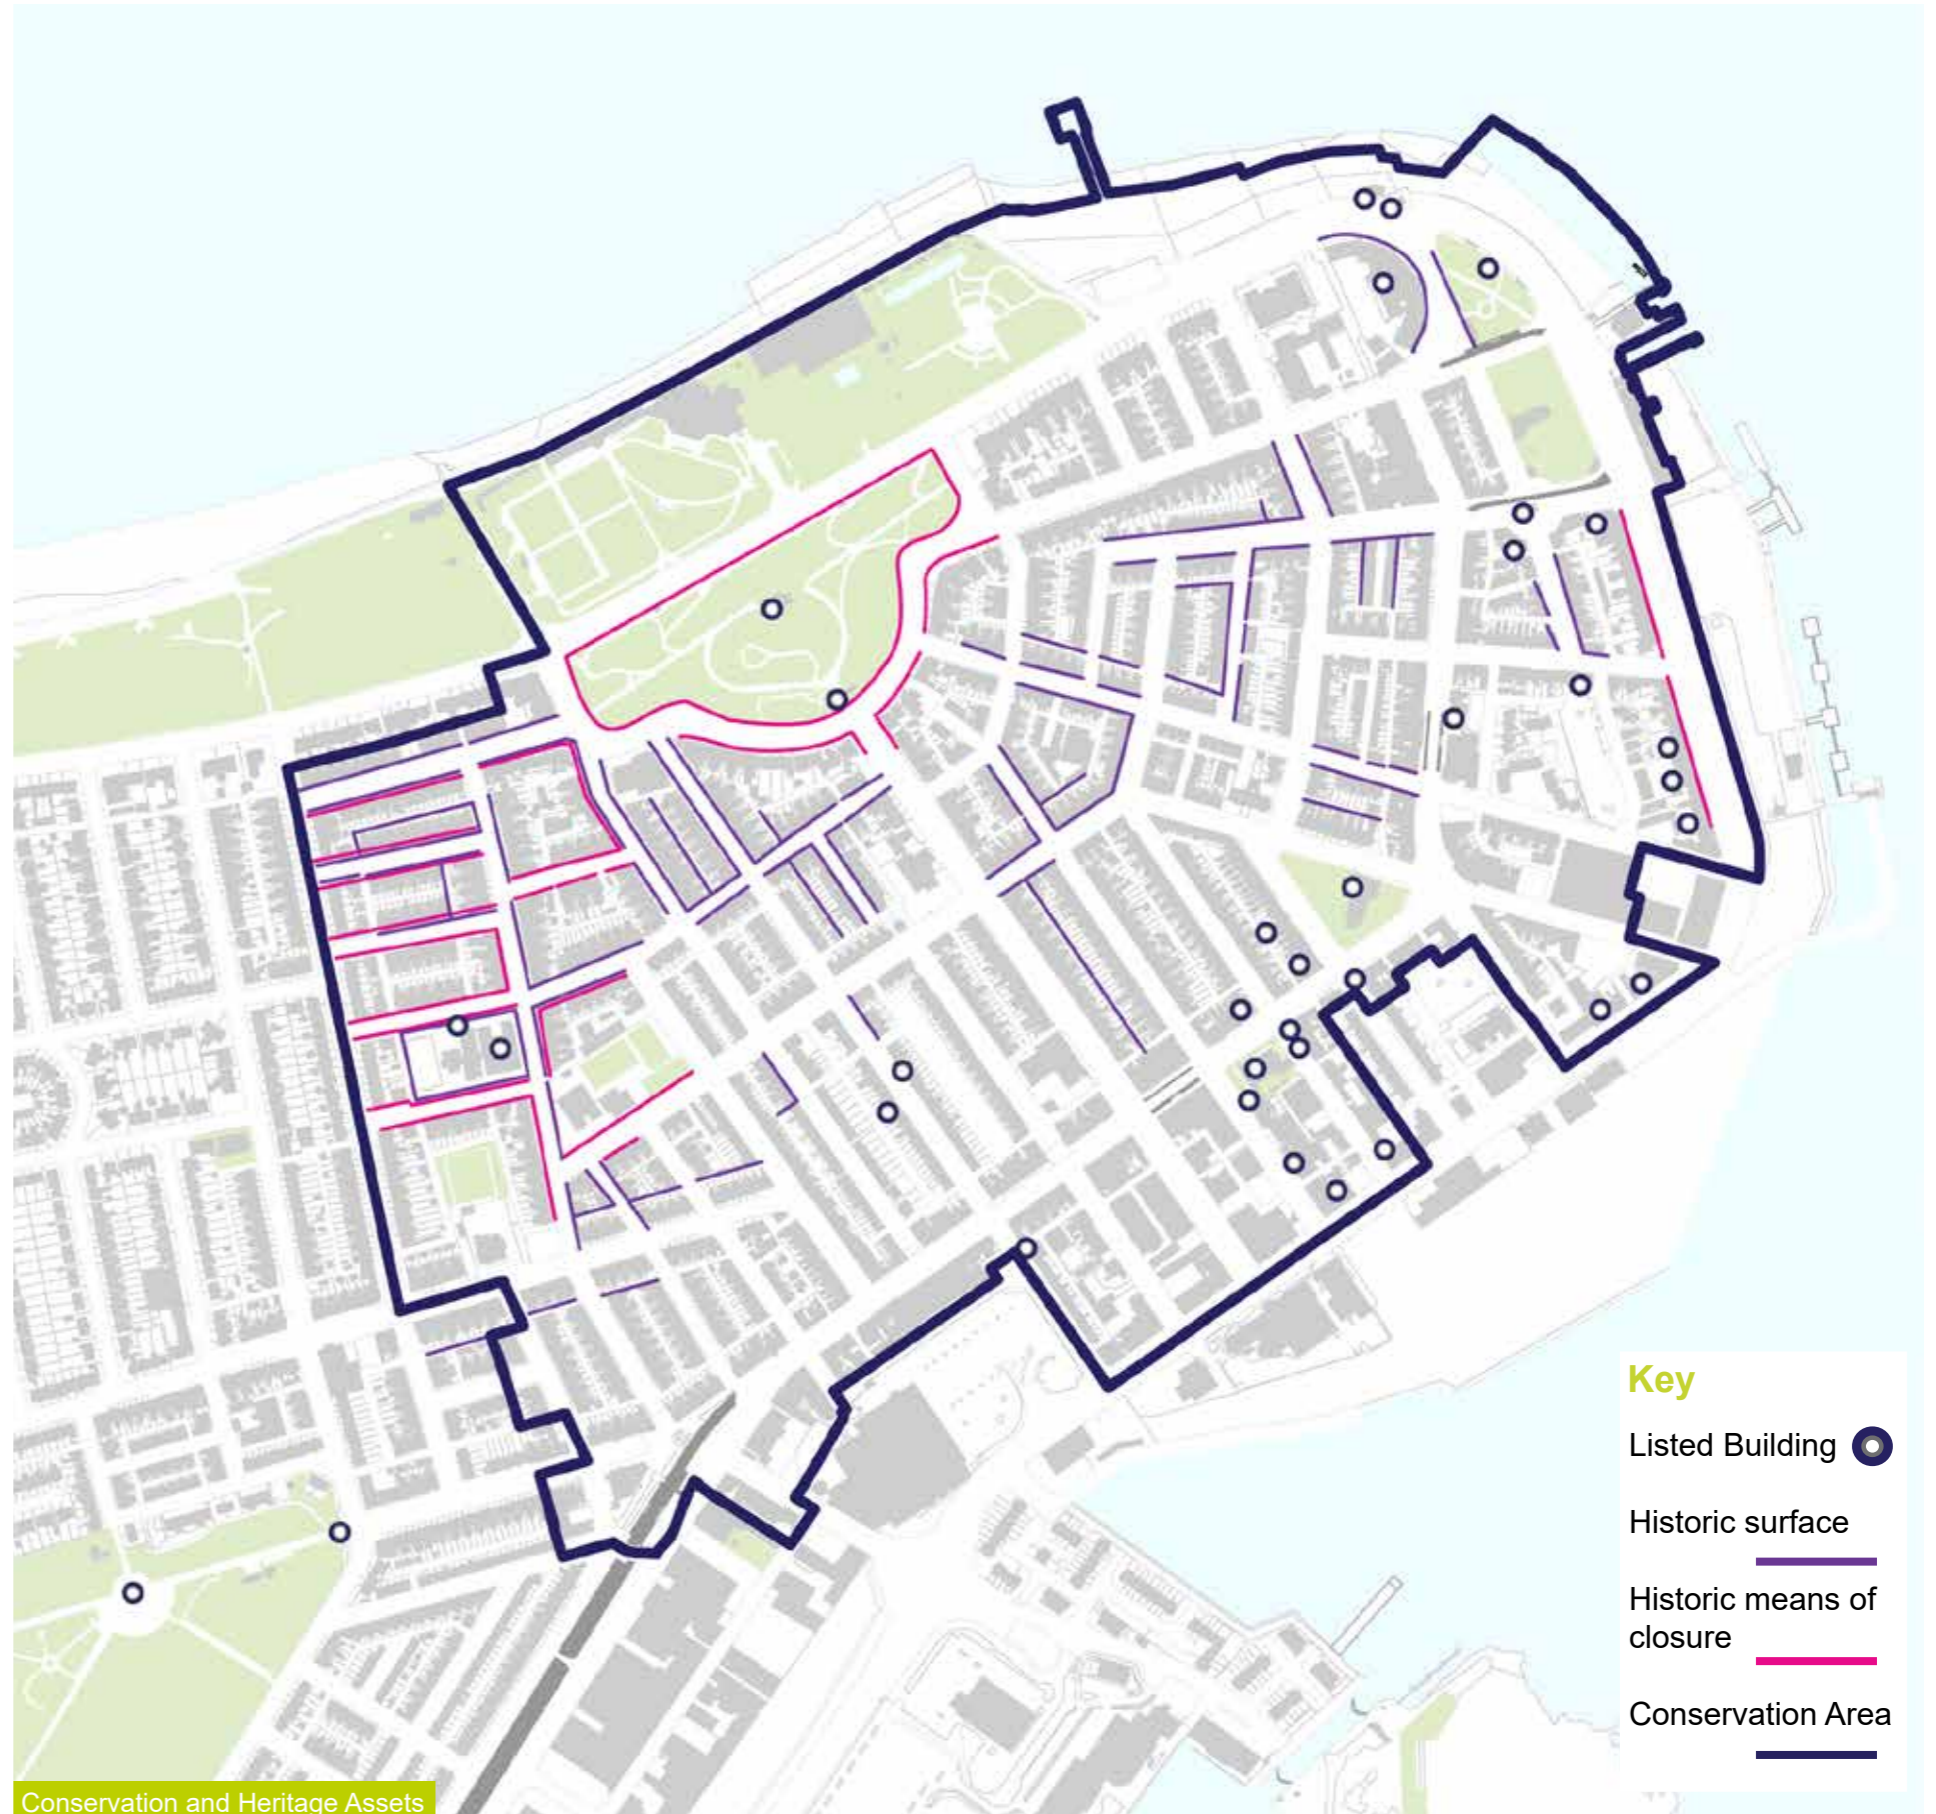 Key
Listed Building
Historic surface
Historic means of
closure
Conservation Area
Conservation and Heritage Assets